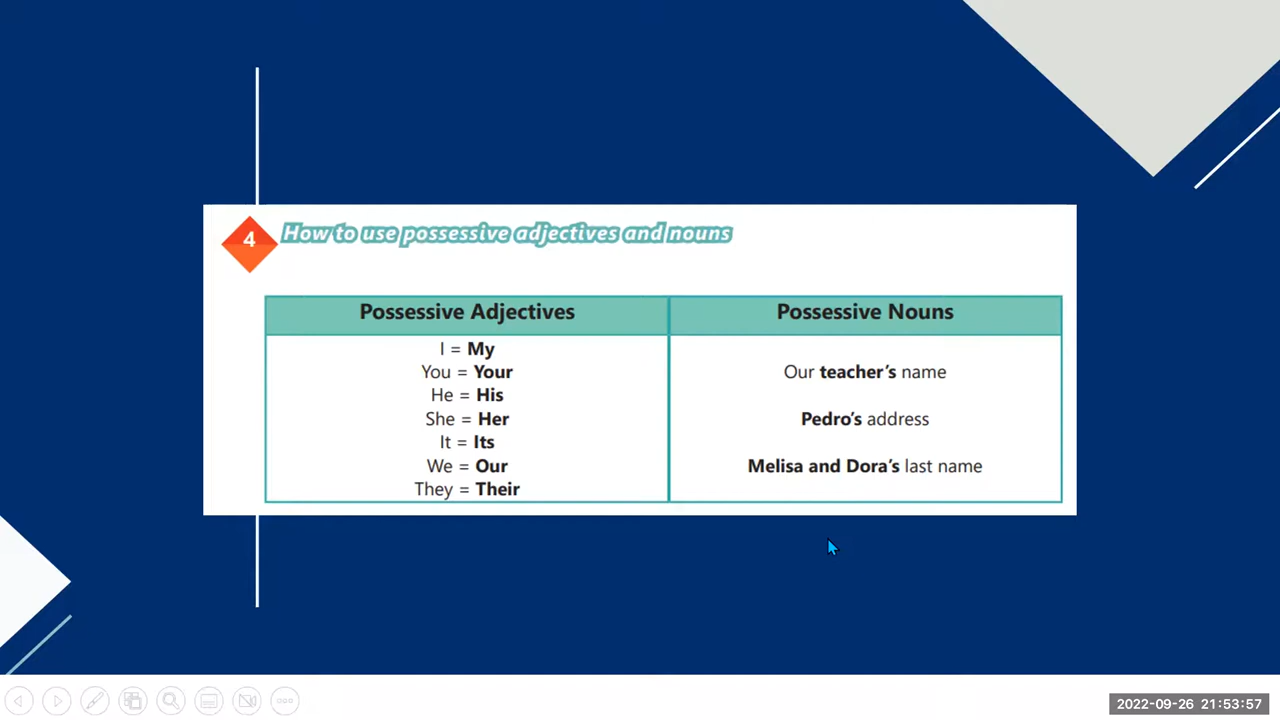 4
How to use possessive adjectives and nouns
Possessive Adjectives
I = My
You = Your
He = His
She = Her
It = Its
We = Our
They = Their
Possessive Nouns
Our teacher’s name
Pedro’s address
Melisa and Dora’s last name
2022-09-26 21:53:57